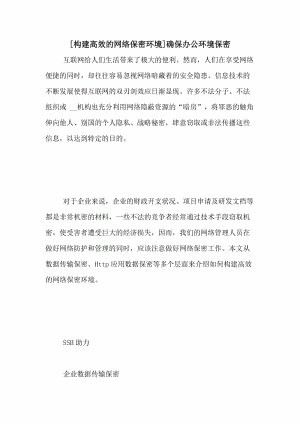 [构建高效的网络保密环境]确保办公环境保密
互联网给人们生活带来了极大的便利。然而，人们在享受网络
便捷的同时，却往往容易忽视网络暗藏着的安全隐患。信息技术的
不断发展使得互联网的双刃剑效应日渐显现。许多不法分子、不法
组织或 __机构也充分利用网络隐蔽资源的“暗房”，将罪恶的触角
伸向他人、别国的个人隐私、战略秘密，肆意窃取或非法传播这些信
息，以达到特定的目的。
对于企业来说，企业的财政开支状况、项目申请及研发文档等
都是非常机密的材料，一些不法的竞争者经常通过技术手段窃取机
密，使受害者遭受巨大的经济损失，因而，我们的网络管理人员在
做好网络防护和管理的同时，应该注意做好网络保密工作。本文从
数据传输保密、Http应用数据保密等多个层面来介绍如何构建高效
的网络保密环境。
SSB助力
企业数据传输保密